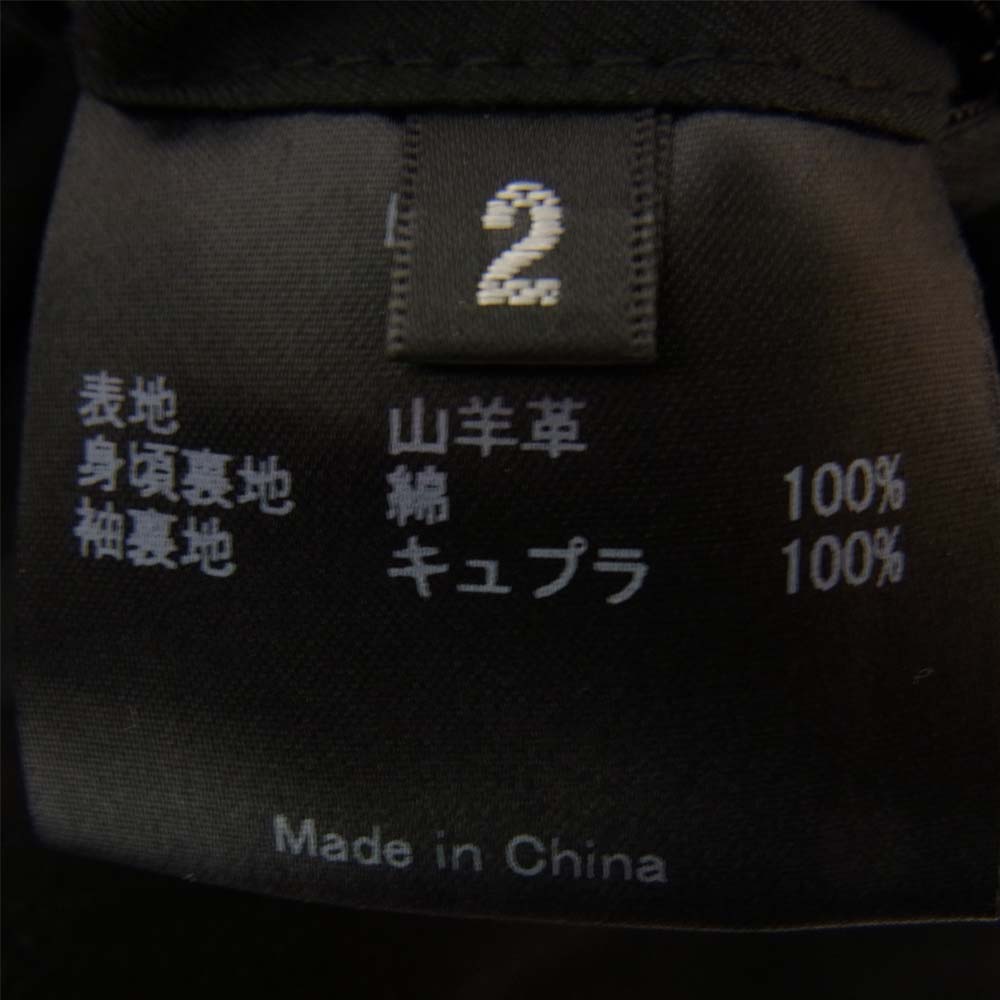 2
表地 山羊革
身頃裏地 綿 100%
袖裏地 キュプラ 100%
Made in China